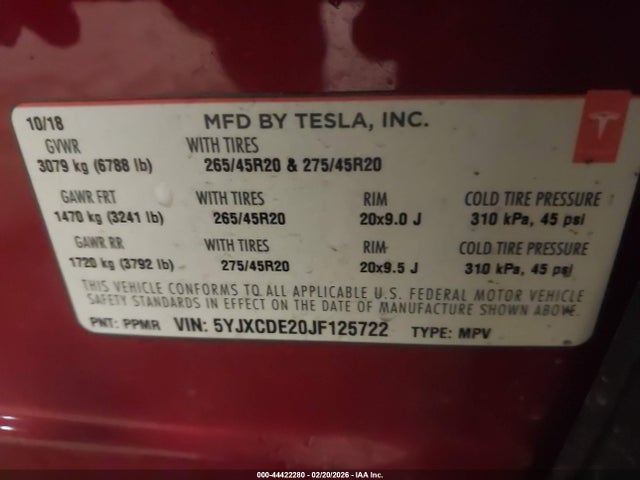 10/18 MFD BY TESLA, INC.
GVWR WITH TIRES
3079 kg (6788 lb) 265/45R20 & 275/45R20
GAWR FRT WITH TIRES RIM COLD TIRE PRESSURE
1470 kg (3241 lb) 265/45R20 20x9.0 J 310 kPa, 45 psi
GAWR RR WITH TIRES RIM COLD TIRE PRESSURE
1720 kg (3792 lb) 275/45R20 20x9.5 J 310 kPa, 45 psi
THIS VEHICLE CONFORMS TO ALL APPLICABLE U.S. FEDERAL MOTOR VEHICLE
SAFETY STANDARDS IN EFFECT ON THE DATE OF MANUFACTURE SHOWN ABOVE.
PNT: PPMR VIN: 5YJXCDE20JF125722 TYPE: MPV
000-44422280 - 02/20/2026 - IAA Inc.